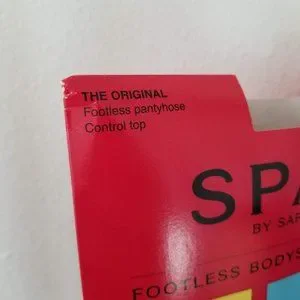 THE ORIGINAL
Footless pantyhose
Control top
SPA
BY SAR
FOOTLESS BODYS